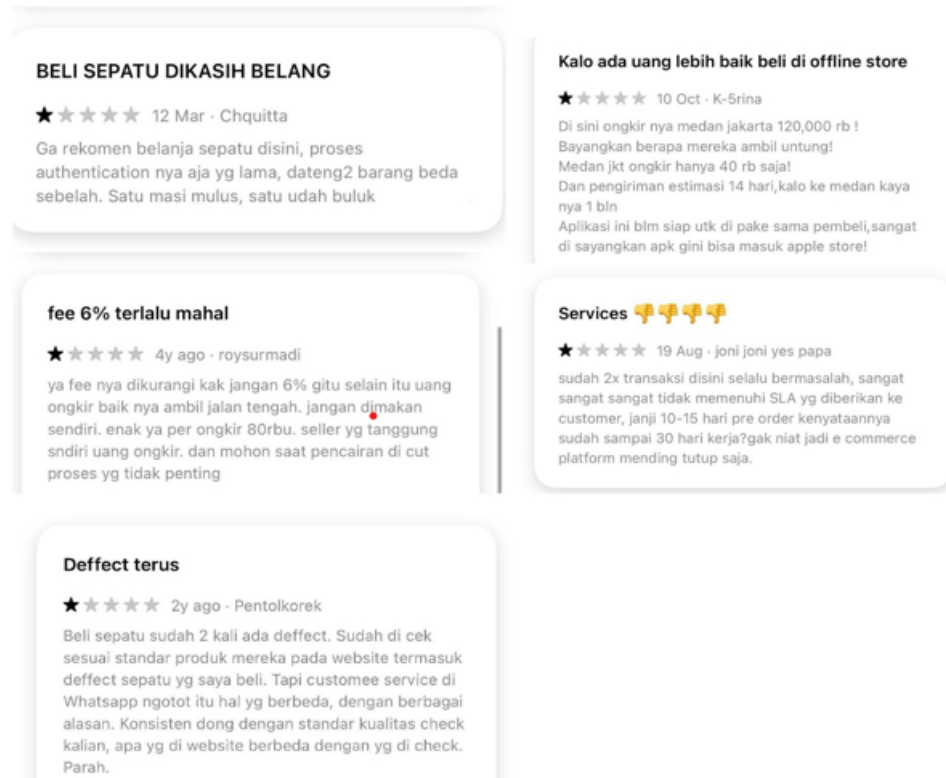 BELI SEPATU DIKASIH BELANG
12 Mar · Chquitta
Ga rekomen belanja sepatu disini, proses
authentication nya aja yg lama, dateng2 barang beda
sebelah. Satu masi mulus, satu udah buluk
Kalo ada uang lebih baik beli di offline store
10 Oct · K-5rina
Di sini ongkir nya medan jakarta 120,000 rb !
Bayangkan berapa mereka ambil untung!
Medan jkt ongkir hanya 40 rb saja!
Dan pengiriman estimasi 14 hari,kalo ke medan kaya
nya 1 bln
Aplikasi ini blm siap utk di pake sama pembeli,sangat
di sayangkan apk gini bisa masuk apple store!
fee 6% terlalu mahal
4y ago · roysurmadi
ya fee nya dikurangi kak jangan 6% gitu selain itu uang
ongkir baik nya ambil jalan tengah. jangan dimakan
sendiri. enak ya per ongkir 80rbu. seller yg tanggung
sndiri uang ongkir. dan mohon saat pencairan di cut
proses yg tidak penting
Services 👎👎👎👎
19 Aug · joni joni yes papa
sudah 2x transaksi disini selalu bermasalah, sangat
sangat sangat tidak memenuhi SLA yg diberikan ke
customer, janji 10-15 hari pre order kenyataannya
sudah sampai 30 hari kerja?gak niat jadi e commerce
platform mending tutup saja.
Deffect terus
2y ago · Pentolkorek
Beli sepatu sudah 2 kali ada deffect. Sudah di cek
sesuai standar produk mereka pada website termasuk
deffect sepatu yg saya beli. Tapi customee service di
Whatsapp ngotot itu hal yg berbeda, dengan berbagai
alasan. Konsisten dong dengan standar kualitas check
kalian, apa yg di website berbeda dengan yg di check.
Parah.